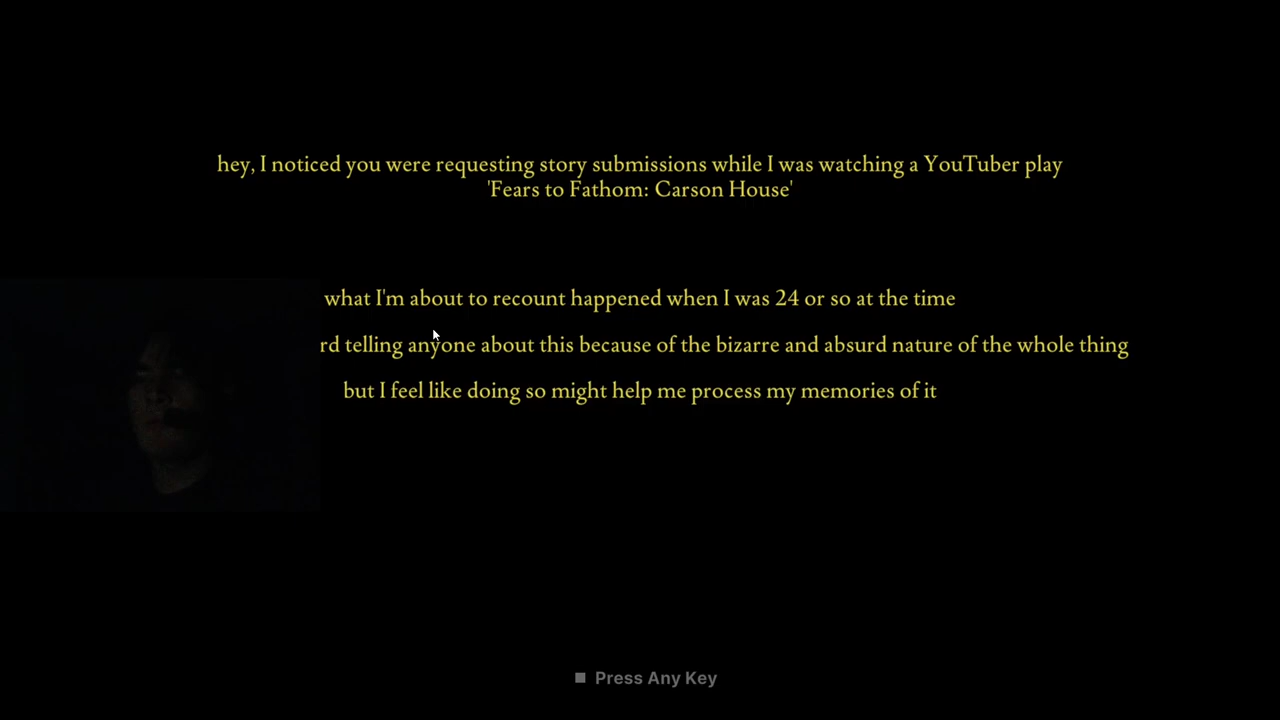 hey, I noticed you were requesting story submissions while I was watching a YouTuber play
'Fears to Fathom: Carson House'
what I'm about to recount happened when I was 24 or so at the time
telling anyone about this because of the bizarre and absurd nature of the whole thing
but I feel like doing so might help me process my memories of it
Press Any Key